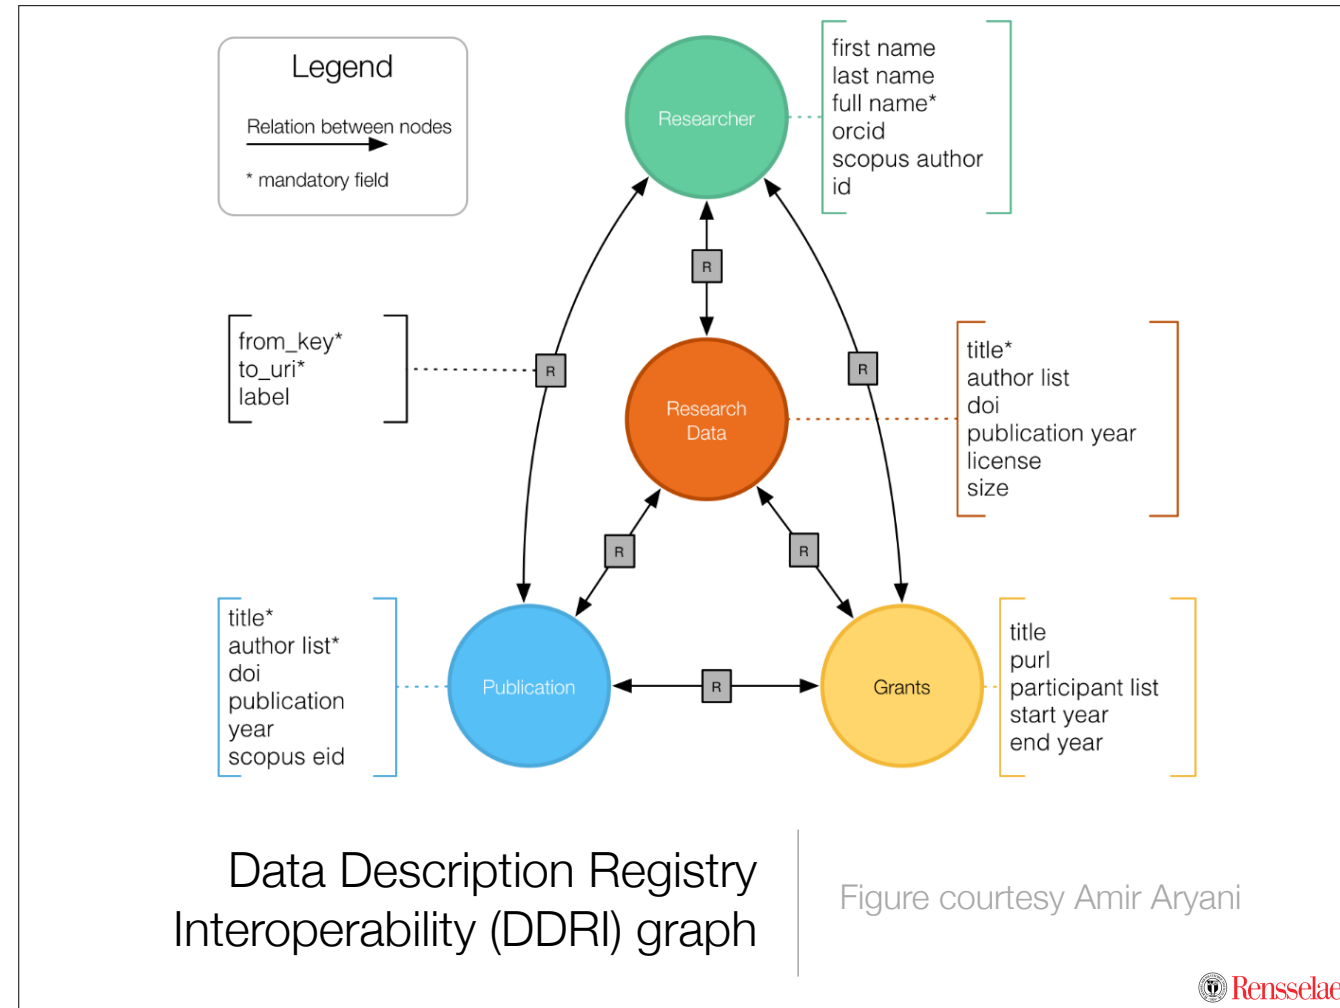 Legend
Relation between nodes
* mandatory field
Researcher
first name
last name
full name*
orcid
scopus author
id
R
from_key*
to_uri*
label
R
R
Research
Data
title*
author list
doi
publication year
license
size
R
R
title*
author list*
doi
publication
year
scopus eid
Publication
R
Grants
title
purl
participant list
start year
end year
Data Description Registry
Interoperability (DDRI) graph
Figure courtesy Amir Aryani
Rensselae